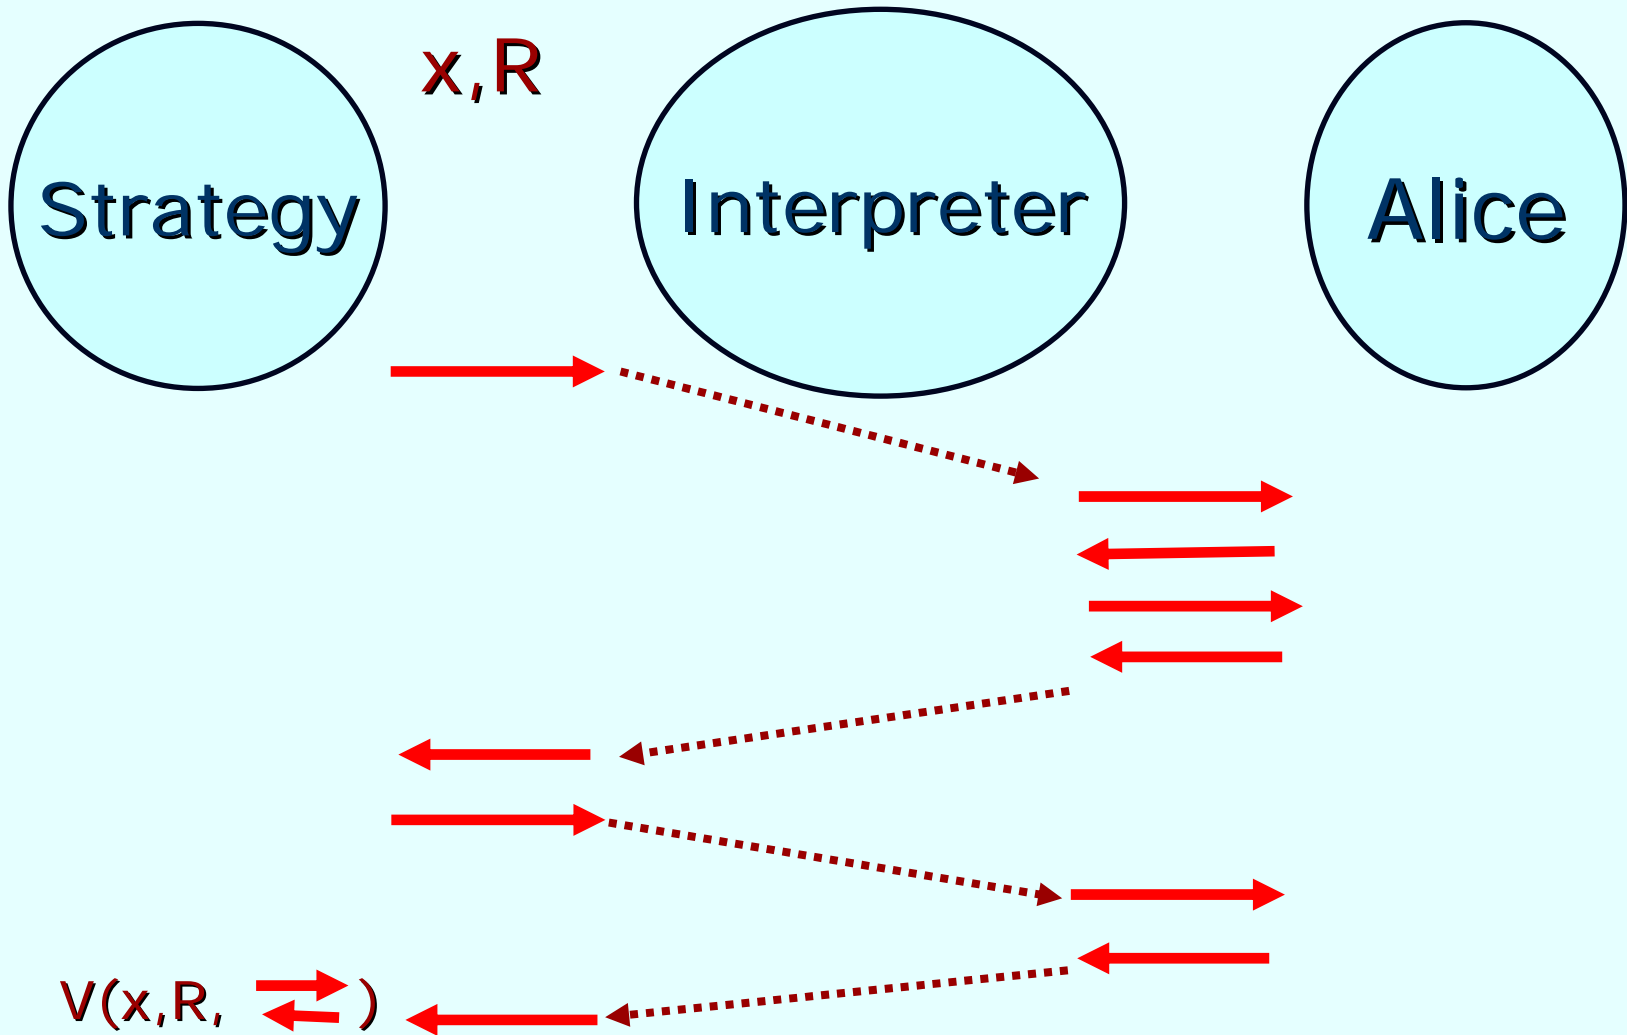 x,R
Strategy
Interpreter
Alice
V(x,R, )